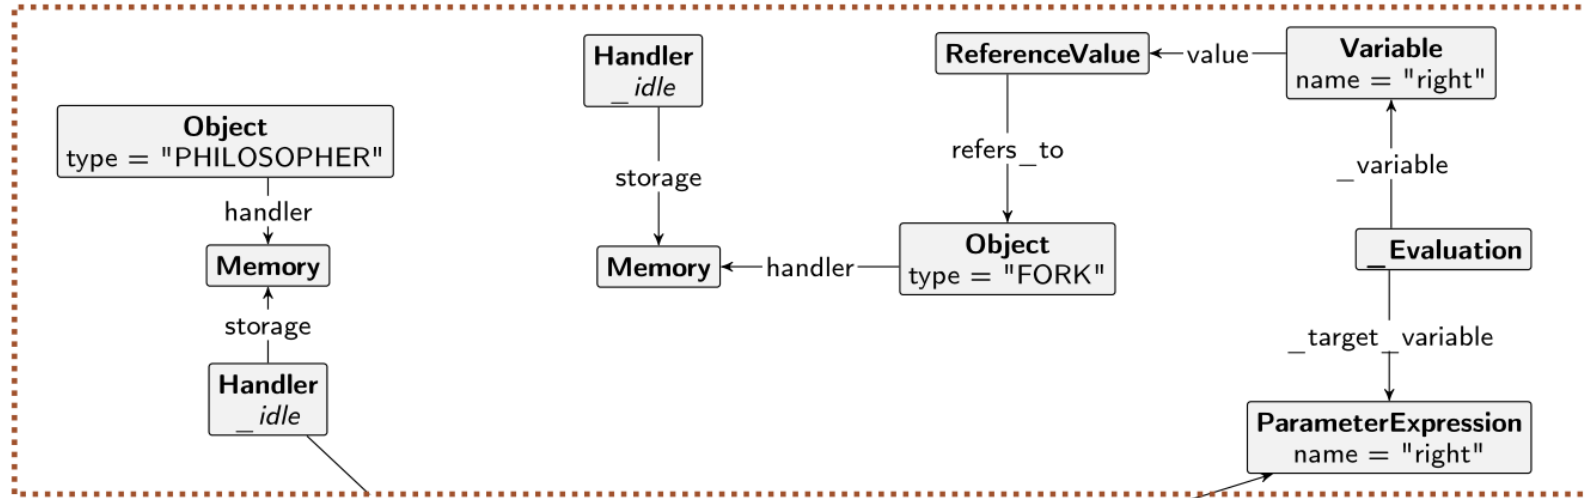 Handler
_idle
ReferenceValue
value
Variable
name = "right"
Object
type = "PHILOSOPHER"
refers_to
_variable
storage
handler
Memory
Memory
handler
Object
type = "FORK"
_Evaluation
storage
_target_variable
Handler
_idle
ParameterExpression
name = "right"